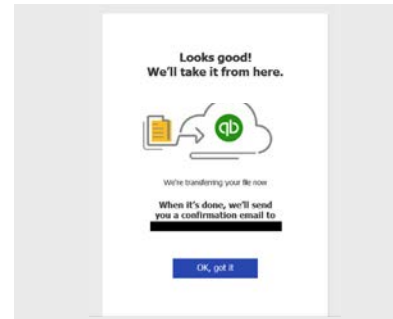 Looks good!
We'll take it from here.
qb
We're transferring your file now
When it's done, we'll send
you a confirmation email to
OK, got it